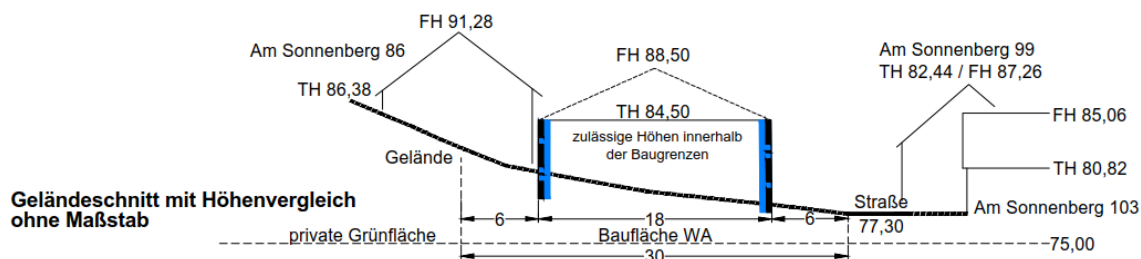 FH 91,28
Am Sonnenberg 86
TH 86,38
FH 88,50
TH 84,50
zulässige Höhen innerhalb
der Baugrenzen
Am Sonnenberg 99
TH 82,44 / FH 87,26
FH 85,06
TH 80,82
Gelände
Geländeschnitt mit Höhenvergleich
ohne Maßstab
Straße
Am Sonnenberg 103
6
18
6
77,30
private Grünfläche
Baufläche WA
75,00
30